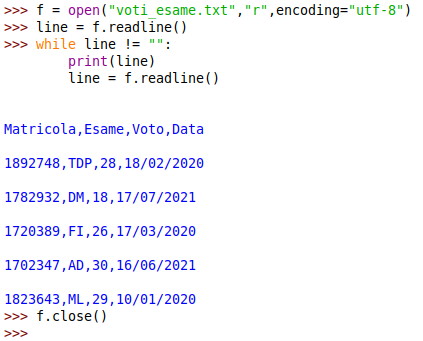 >>> f = open("voti_esame.txt","r",encoding="utf-8")
>>> line = f.readline()
>>> while line != "":
        print(line)
        line = f.readline()
Matricola,Esame,Voto,Data
1892748,TDP,28,18/02/2020
1782932,DM,18,17/07/2021
1720389,FI,26,17/03/2020
1702347,AD,30,16/06/2021
1823643,ML,29,10/01/2020
>>> f.close()
>>>